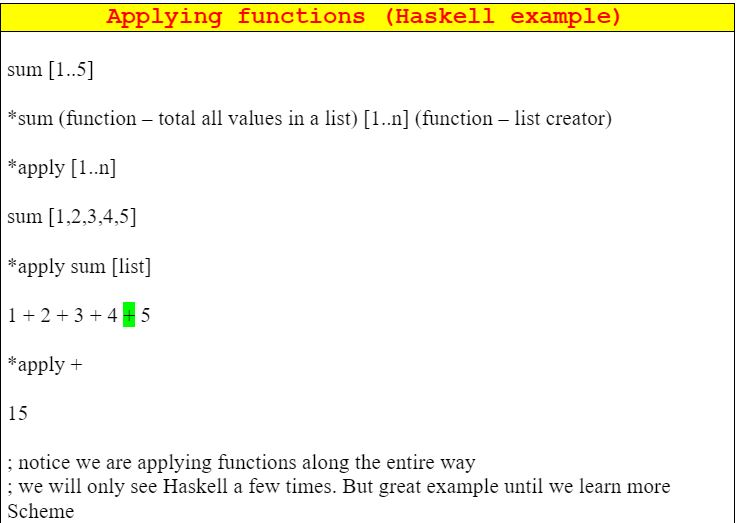 Applying functions (Haskell example)
sum [1..5]
*sum (function – total all values in a list) [1..n] (function – list creator)
*apply [1..n]
sum [1,2,3,4,5]
*apply sum [list]
1 + 2 + 3 + 4 + 5
*apply +
15
; notice we are applying functions along the entire way
; we will only see Haskell a few times. But great example until we learn more
Scheme